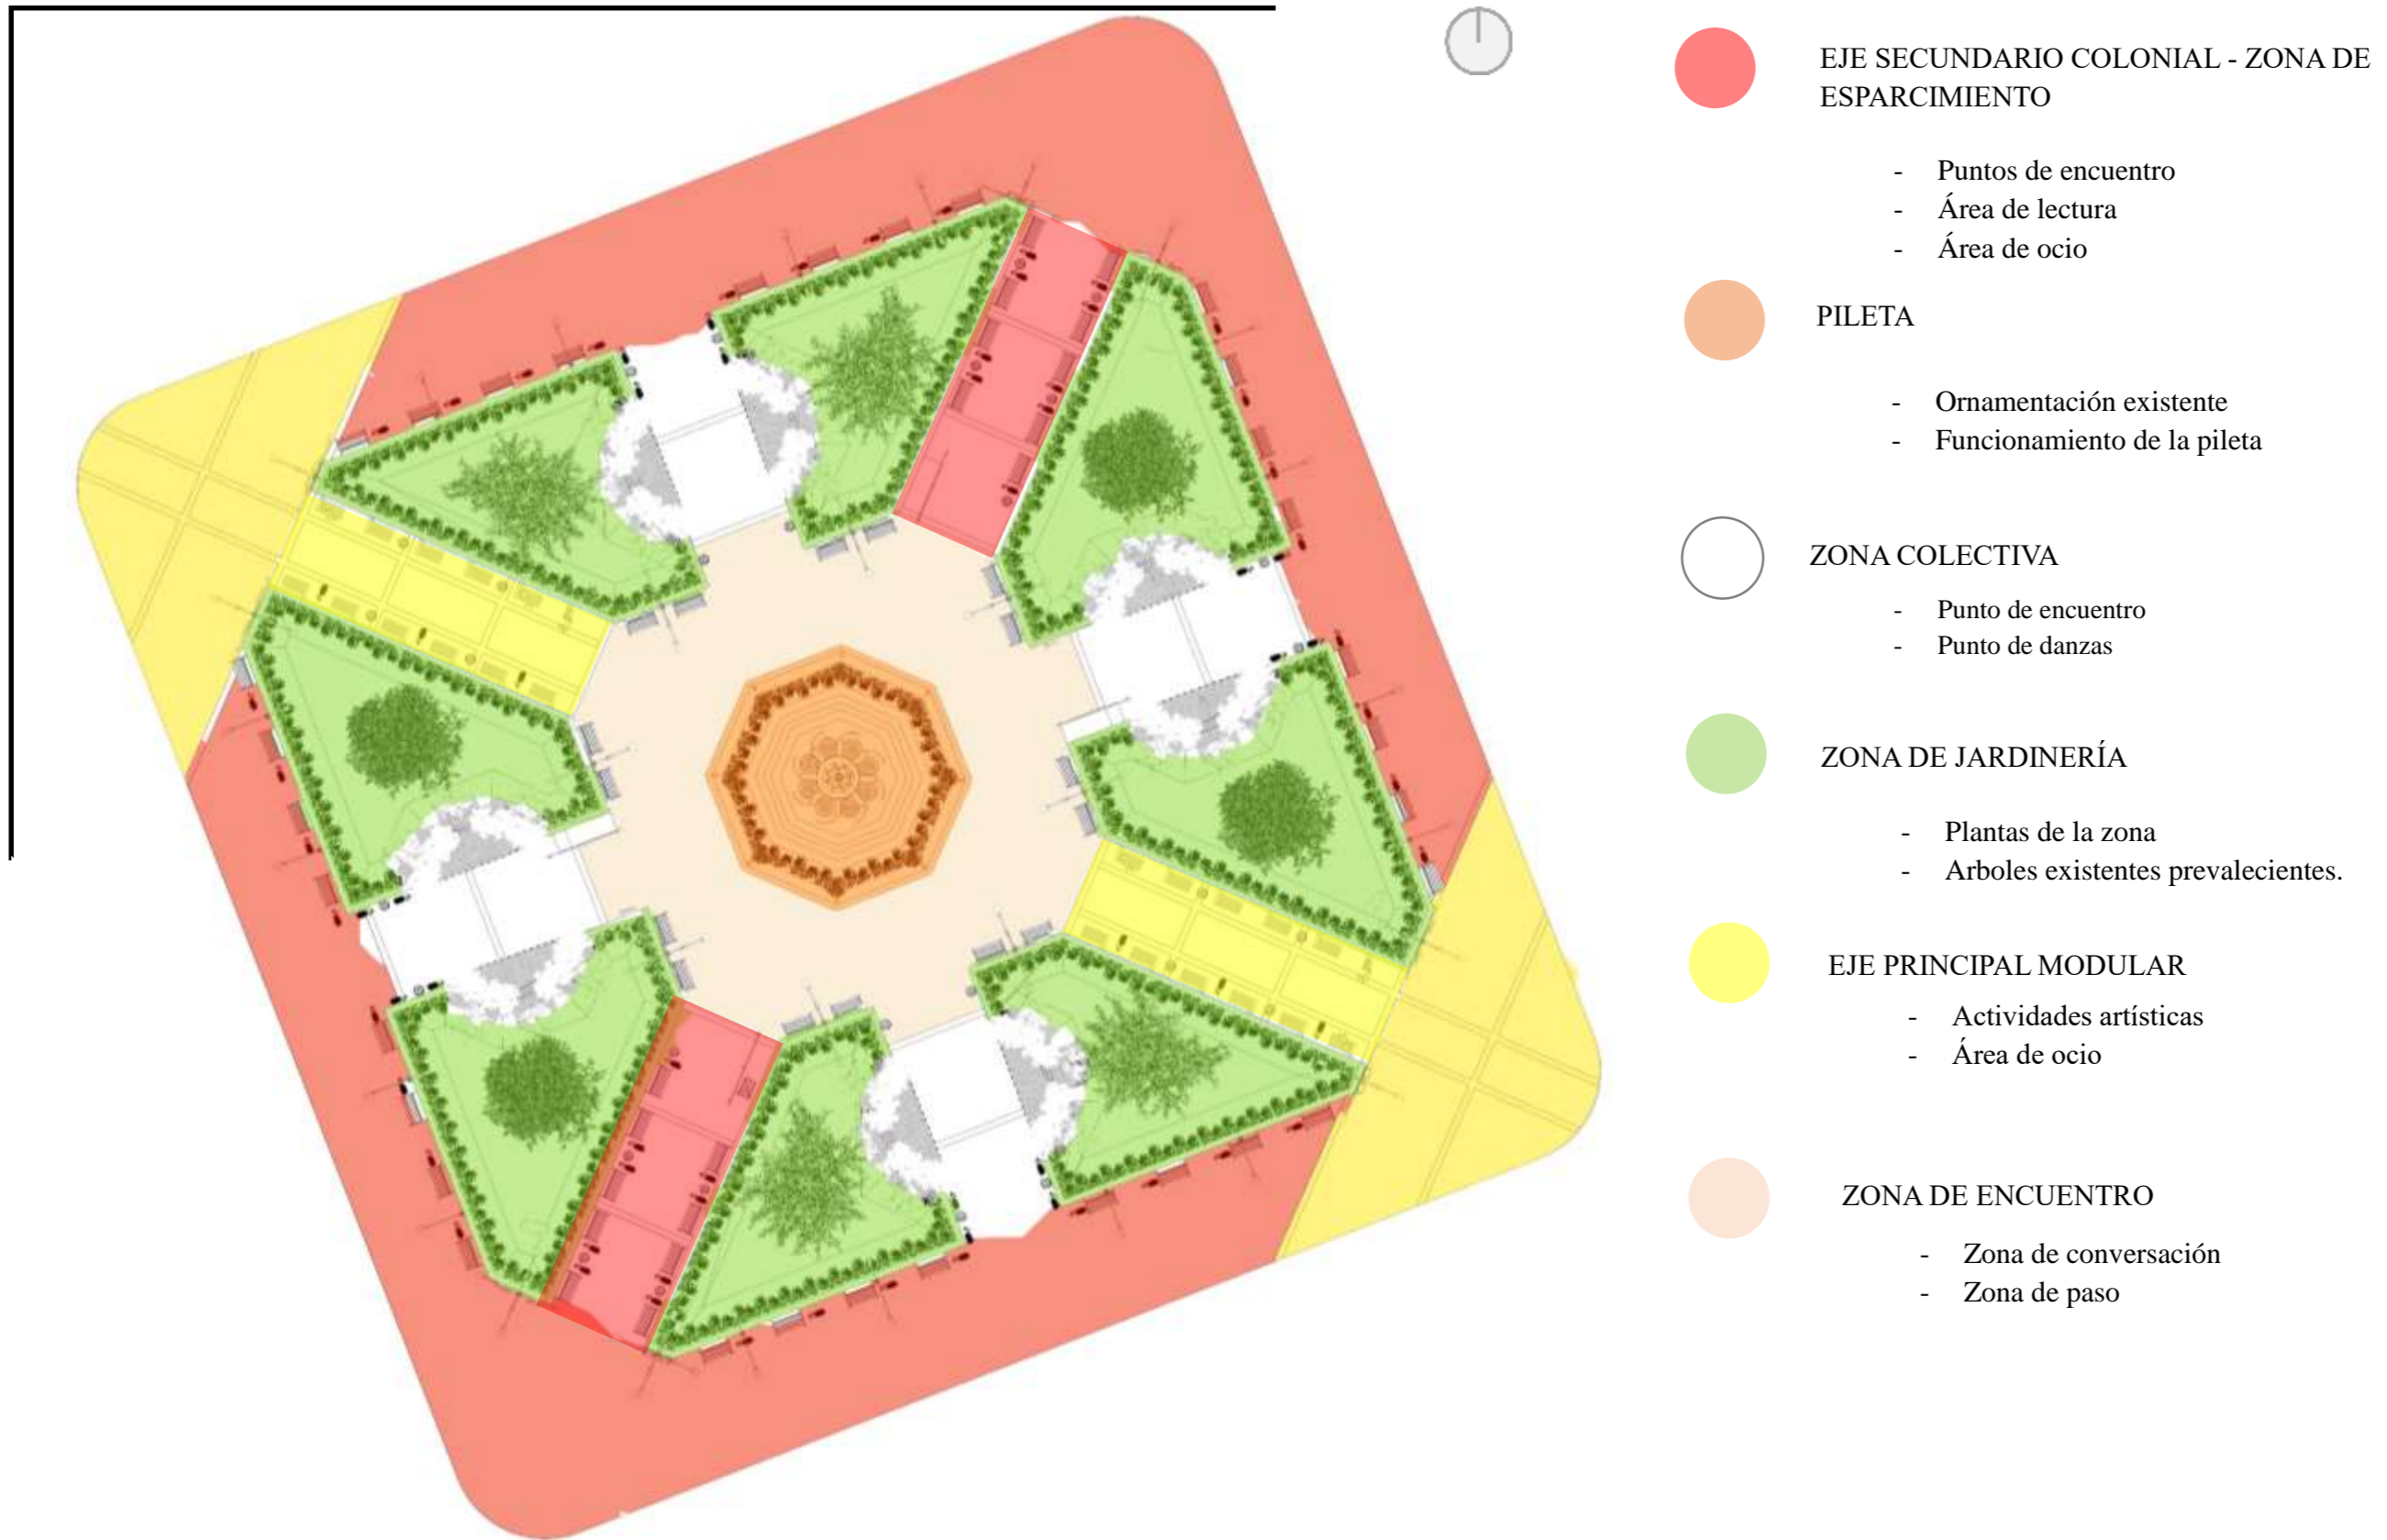 EJE SECUNDARIO COLONIAL - ZONA DE
ESPARCIMIENTO
- Puntos de encuentro
- Área de lectura
- Área de ocio
PILETA
- Ornamentación existente
- Funcionamiento de la pileta
ZONA COLECTIVA
- Punto de encuentro
- Punto de danzas
ZONA DE JARDINERÍA
- Plantas de la zona
- Arboles existentes prevalecientes.
EJE PRINCIPAL MODULAR
- Actividades artísticas
- Área de ocio
ZONA DE ENCUENTRO
- Zona de conversación
- Zona de paso